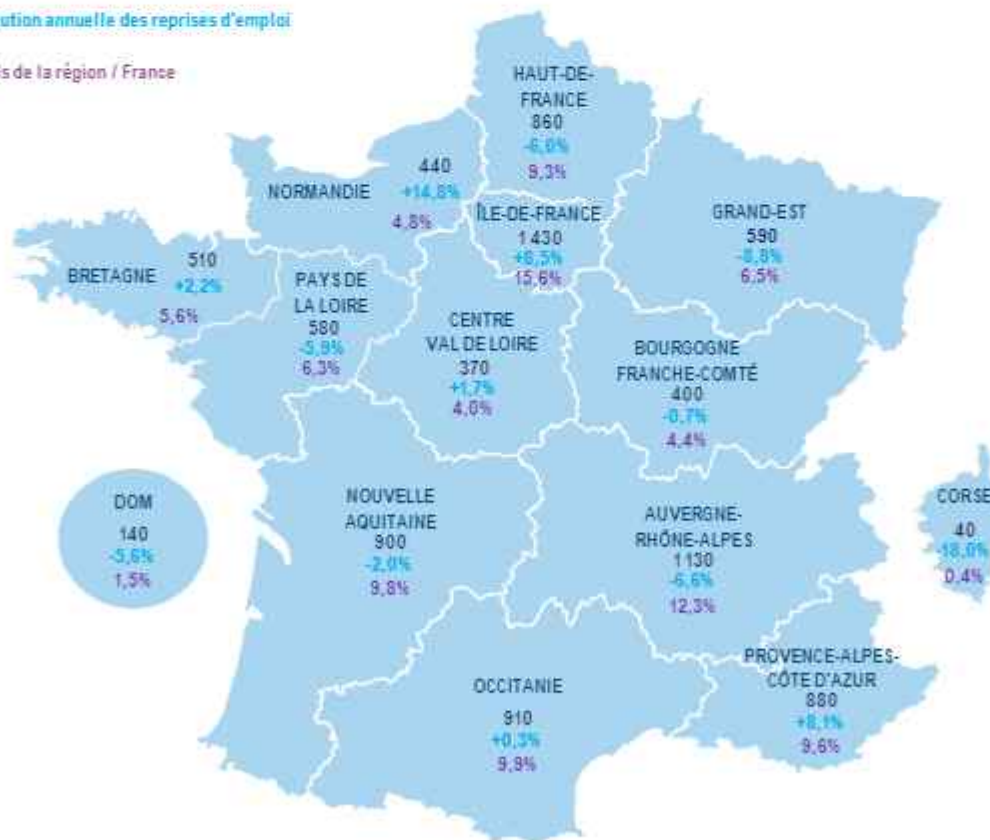 annuelle des reprises d'emploi
de la région / France
HAUT-DE-
FRANCE
860
-6,0%
9,3%
440
NORMANDIE
+14,8%
4,8%
ÎLE-DE-FRANCE
1 430
15,6%
GRAND-EST
590
6,5%
510
BRETAGNE
+2,2%
5,6%
PAYS DE
LA LOIRE
580
-5,9%
6,3%
CENTRE
VAL DE LOIRE
370
+1,7%
4,0%
BOURGOGNE
FRANCHE-COMTÉ
400
-0,7%
4,4%
DOM
140
-5,6%
1,5%
NOUVELLE
AQUITAINE
900
-2,0%
9,8%
AUVERGNE-
RHÔNE-ALPES
1 130
-6,6%
12,3%
CORSE
40
-18,0%
0,4%
PROVENCE-ALPES-
CÔTE D'AZUR
880
+8,1%
9,6%
OCCITANIE
910
+0,3%
9,9%